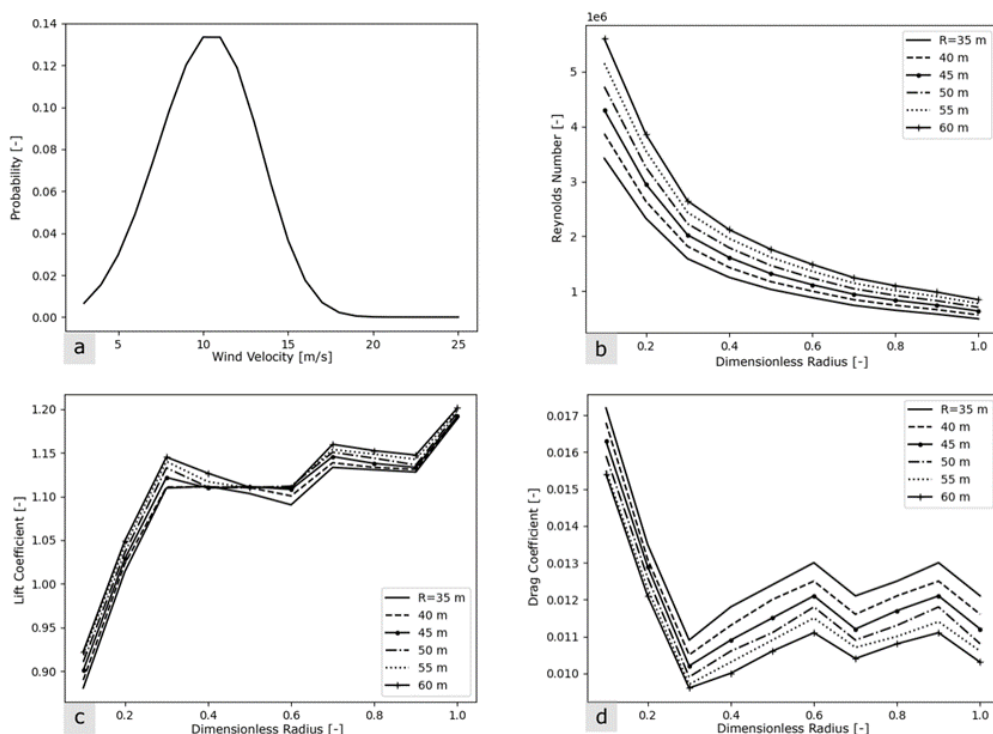 0.14
0.12
0.10
0.08
0.06
0.04
0.02
0.00
Probability [-]
5
10
15
20
25
Wind Velocity [m/s]
a
1e6
5
4
3
2
1
Reynolds Number [-]
R=35 m
40 m
45 m
50 m
55 m
60 m
0.2
0.4
0.6
0.8
1.0
Dimensionless Radius [-]
b
1.20
1.15
1.10
1.05
1.00
0.95
0.90
Lift Coefficient [-]
R=35 m
40 m
45 m
50 m
55 m
60 m
0.2
0.4
0.6
0.8
1.0
Dimensionless Radius [-]
c
0.017
0.016
0.015
0.014
0.013
0.012
0.011
0.010
Drag Coefficient [-]
R=35 m
40 m
45 m
50 m
55 m
60 m
0.2
0.4
0.6
0.8
1.0
Dimensionless Radius [-]
d